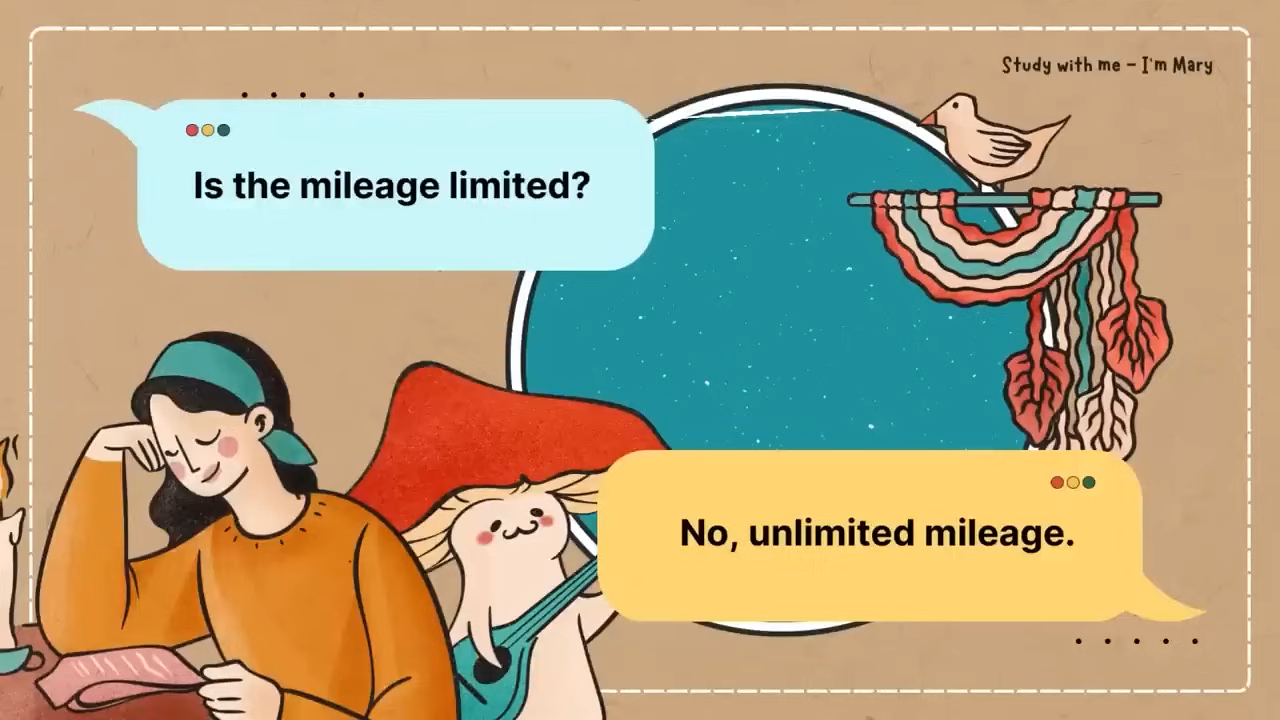 Study with me - I'm Mary
Is the mileage limited?
No, unlimited mileage.